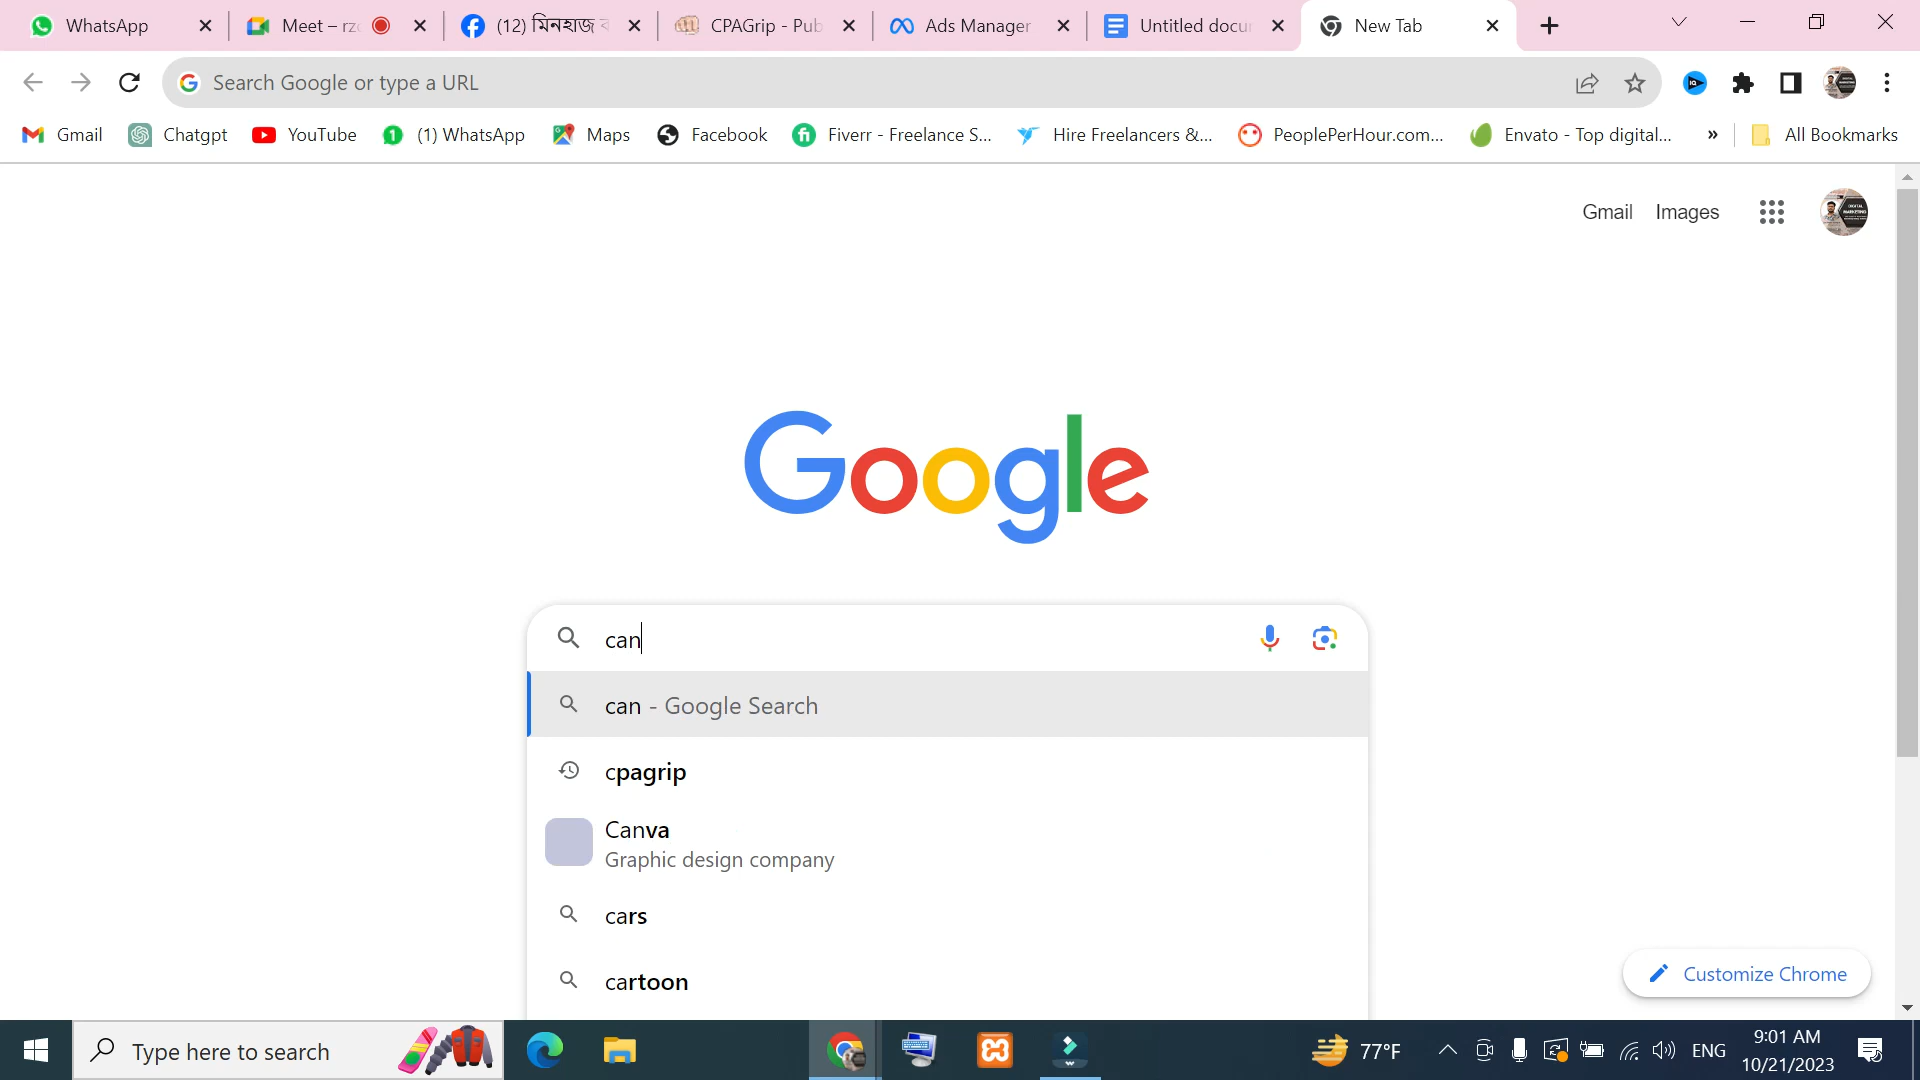 WhatsApp
Meet – rz
(12) মিনহাজ
CPAGrip - Pub
Ads Manager
Untitled docu
New Tab
Search Google or type a URL
Gmail
Chatgpt
YouTube
1 (1) WhatsApp
Maps
Facebook
fi Fiverr - Freelance S...
Hire Freelancers &...
PeoplePerHour.com...
Envato - Top digital...
»
All Bookmarks
Gmail Images
Google
can
can - Google Search
cpagrip
Canva
Graphic design company
cars
cartoon
Customize Chrome
Type here to search
77°F
ENG
9:01 AM
10/21/2023